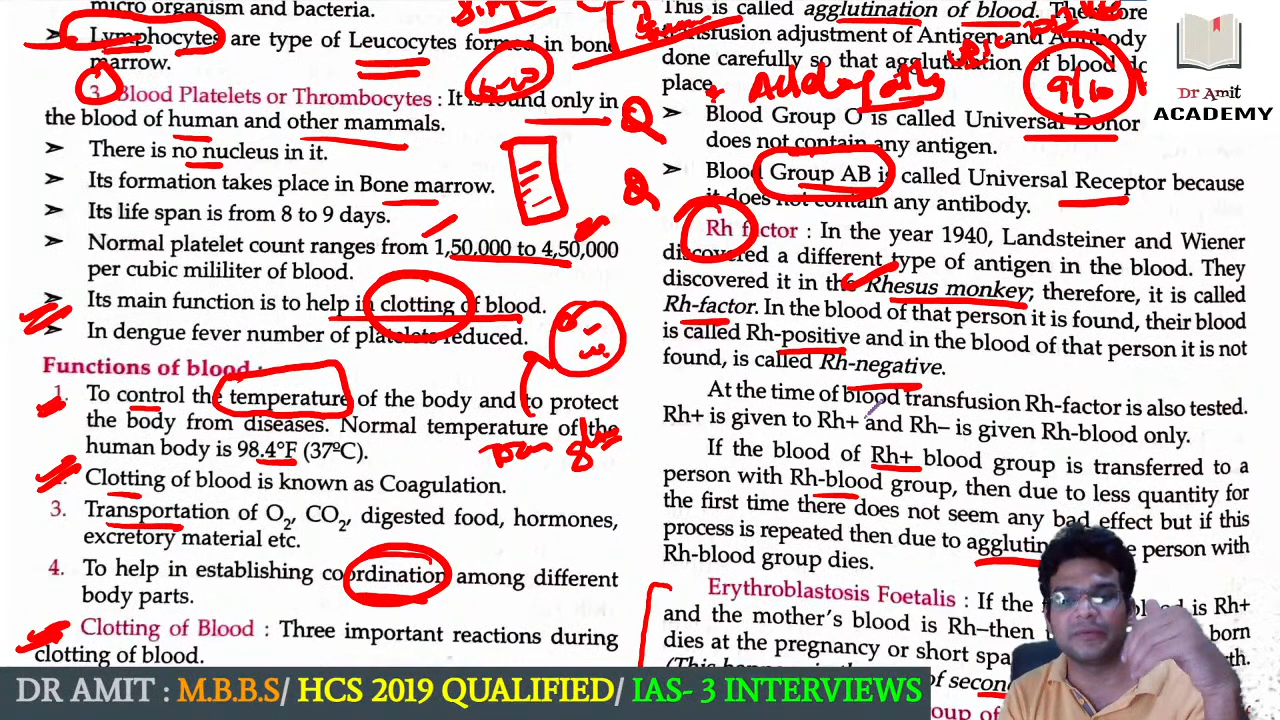 micro organism and bacteria.
➤ Lymphocytes are type of Leucocytes formed in bone
marrow.
3. Blood Platelets or Thrombocytes : It is found only in
the blood of human and other mammals.
➤ There is no nucleus in it.
➤ Its formation takes place in Bone marrow.
➤ Its life span is from 8 to 9 days.
➤ Normal platelet count ranges from 1,50,000 to 4,50,000
per cubic mililiter of blood.
➤ Its main function is to help in clotting of blood.
➤ In dengue fever number of platelets reduced.
Functions of blood :
1. To control the temperature of the body and to protect
the body from diseases. Normal temperature of the
human body is 98.4°F (37°C).
Clotting of blood is known as Coagulation.
3. Transportation of O2, CO2, digested food, hormones,
excretory material etc.
4. To help in establishing coordination among different
body parts.
Clotting of Blood : Three important reactions during
clotting of blood.
This is called agglutination of blood. Therefore
transfusion adjustment of Antigen and Antibody
done carefully so that agglutination of blood do
place.
➤ Blood Group O is called Universal Donor
does not contain any antigen.
➤ Blood Group AB is called Universal Receptor because
it does not contain any antibody.
Rh factor : In the year 1940, Landsteiner and Wiener
discovered a different type of antigen in the blood. They
discovered it in the Rhesus monkey; therefore, it is called
Rh-factor. In the blood of that person it is found, their blood
is called Rh-positive and in the blood of that person it is not
found, is called Rh-negative.
At the time of blood transfusion Rh-factor is also tested.
Rh+ is given to Rh+ and Rh– is given Rh-blood only.
If the blood of Rh+ blood group is transferred to a
person with Rh-blood group, then due to less quantity for
the first time there does not seem any bad effect but if this
process is repeated then due to agglutin person with
Rh-blood group dies.
Erythroblastosis Foetalis : If the is Rh+
and the mother's blood is Rh–then born
dies at the pregnancy or short spa th.
of secon
roup of
9/10
Dr Amit
ACADEMY
DR AMIT : M.B.B.S/ HCS 2019 QUALIFIED/ IAS- 3 INTERVIEWS